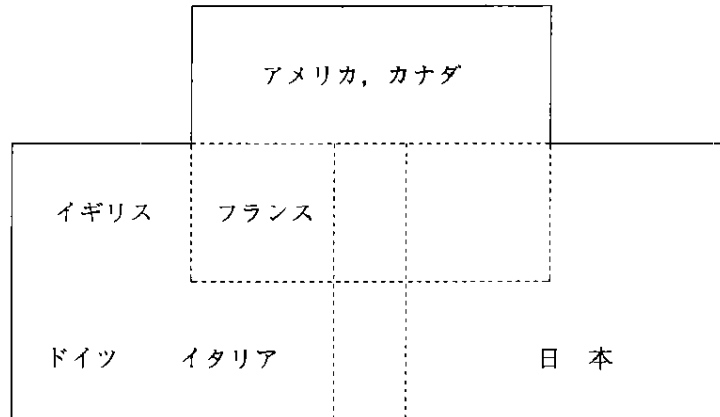 アメリカ, カナダ
イギリス フランス
ドイツ イタリア 日 本